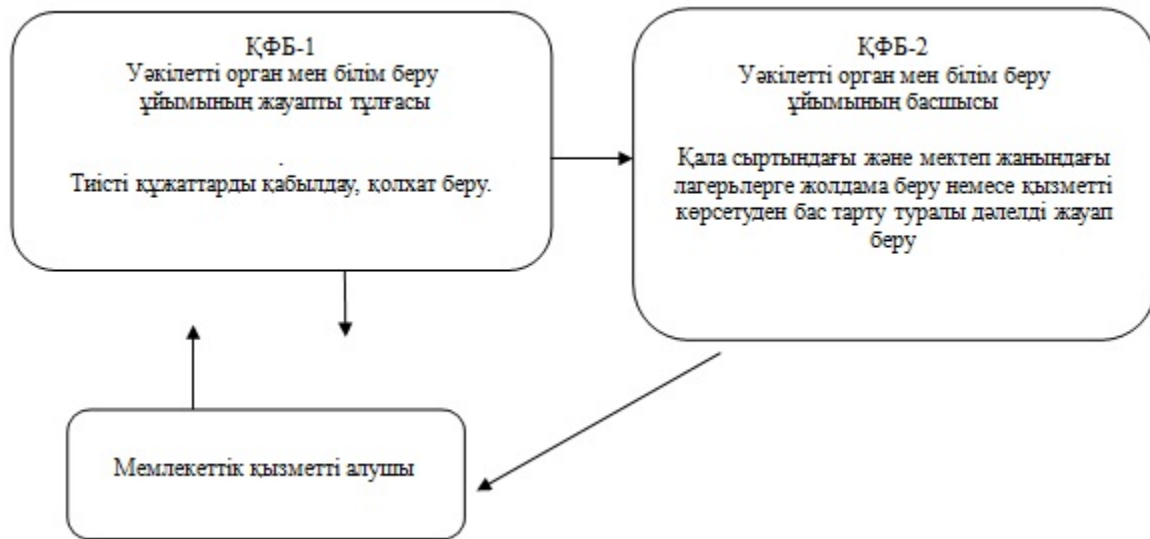 ҚФБ-1
Уәкілетті орган мен білім беру
ұйымының жауапты тұлғасы
.
Тиісті құжаттарды қабылдау, қолхат беру.
ҚФБ-2
Уәкілетті орган мен білім беру
ұйымының басшысы
Қала сыртындағы және мектеп жанындағы
лагерьлерге жолдама беру немесе қызметті
көрсетуден бас тарту туралы дәлелді жауап
беру
Мемлекеттік қызметті алушы